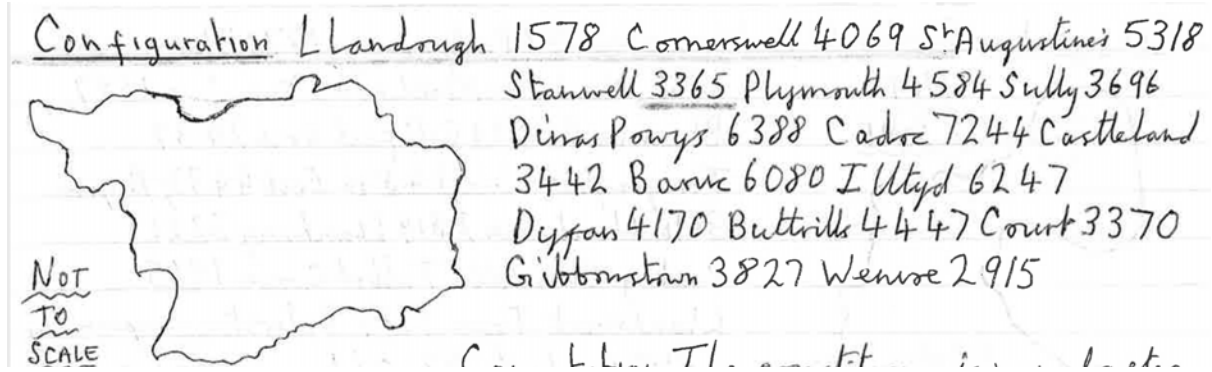 Configuration Llandough 1578 Cornerswell 4069 St Augustine's 5318
Stanwell 3365 Plymouth 4584 Sully 3696
Dinas Powys 6388 Cadoc 7244 Castleland
3442 Baruc 6080 Illtyd 6247
Dyfan 4170 Buttrills 4447 Court 3370
Gibbonstown 3827 Wenvoe 2915
NOT
TO
SCALE